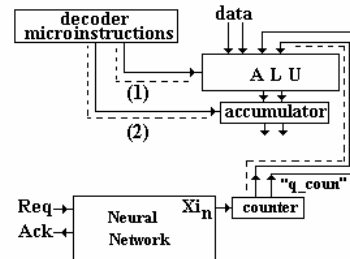 decoder
microinstructions
data
A L U
(1)
accumulator
(2)
"q_coun"
Req
Xin
counter
Ack
Neural
Network